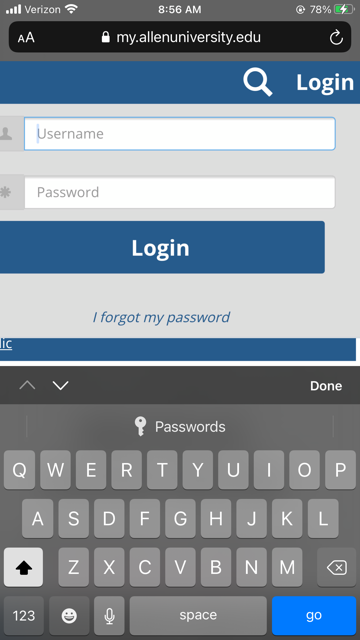 Verizon 8:56 AM 78%
AA my.allenuniversity.edu
Login
Username
Password
Login
I forgot my password
lic
Done
Passwords
Q W E R T Y U I O P
A S D F G H J K L
Z X C V B N M
123 space go